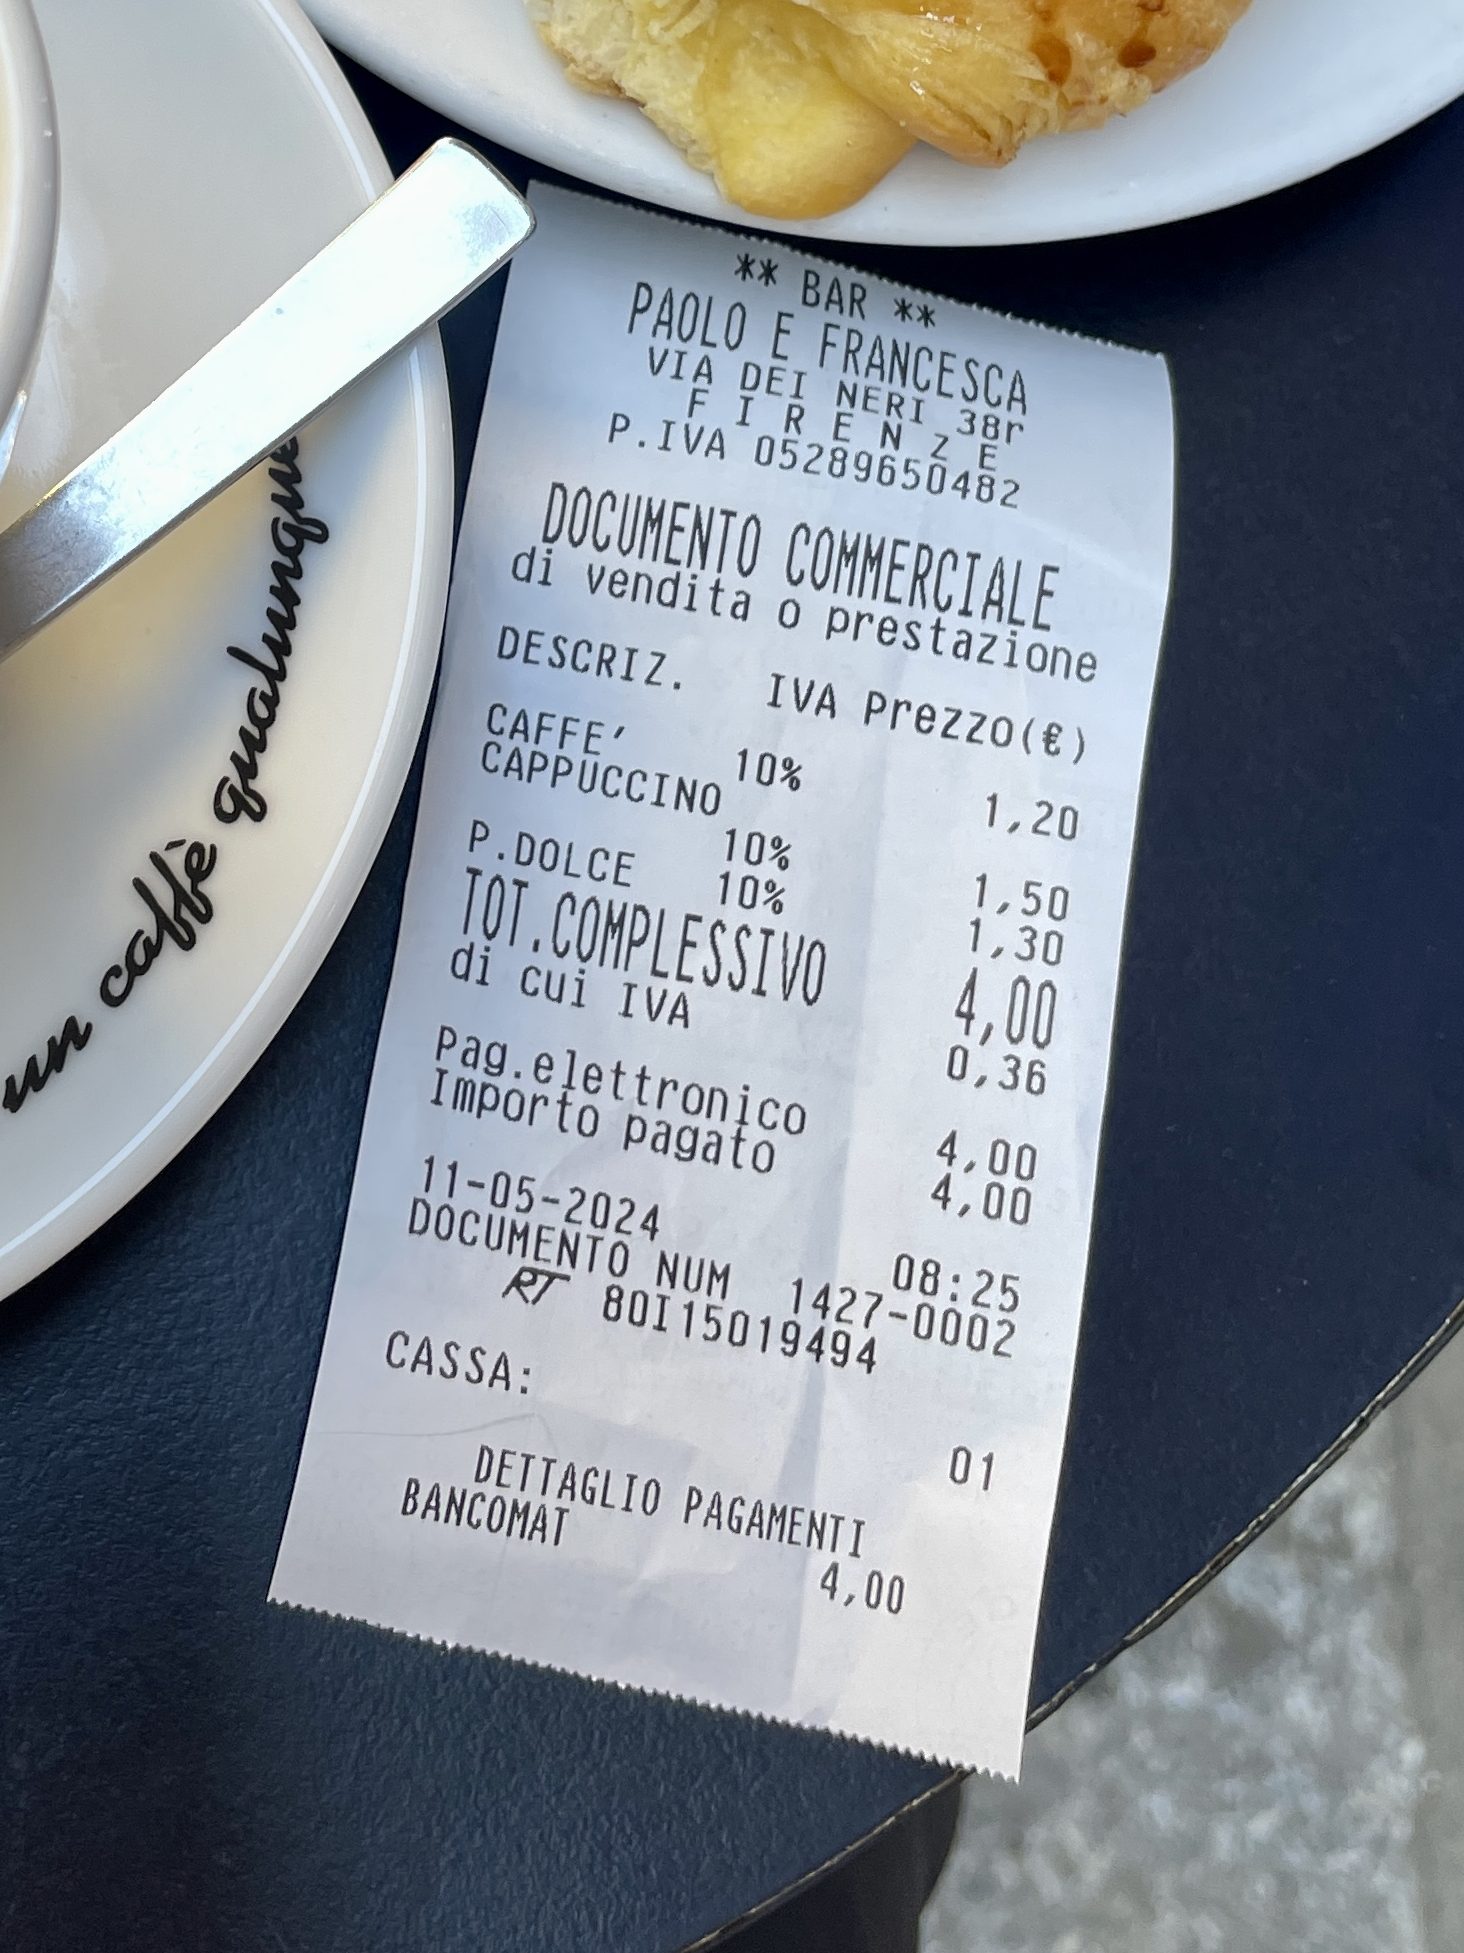 ** BAR **
PAOLO E FRANCESCA
VIA DEI NERI 38r
F I R E N Z E
P.IVA 05289650482
DOCUMENTO COMMERCIALE
di vendita o prestazione
DESCRIZ. IVA Prezzo(€)
CAFFE'
10% 1,20
CAPPUCCINO
10% 1,50
P.DOLCE 10% 1,30
TOT.COMPLESSIVO 4,00
di cui IVA 0,36
Pag.elettronico 4,00
Importo pagato 4,00
11-05-2024 08:25
DOCUMENTO NUM 1427-0002
RT 80I15019494
CASSA: 01
DETTAGLIO PAGAMENTI
BANCOMAT 4,00
un caffè qualunque